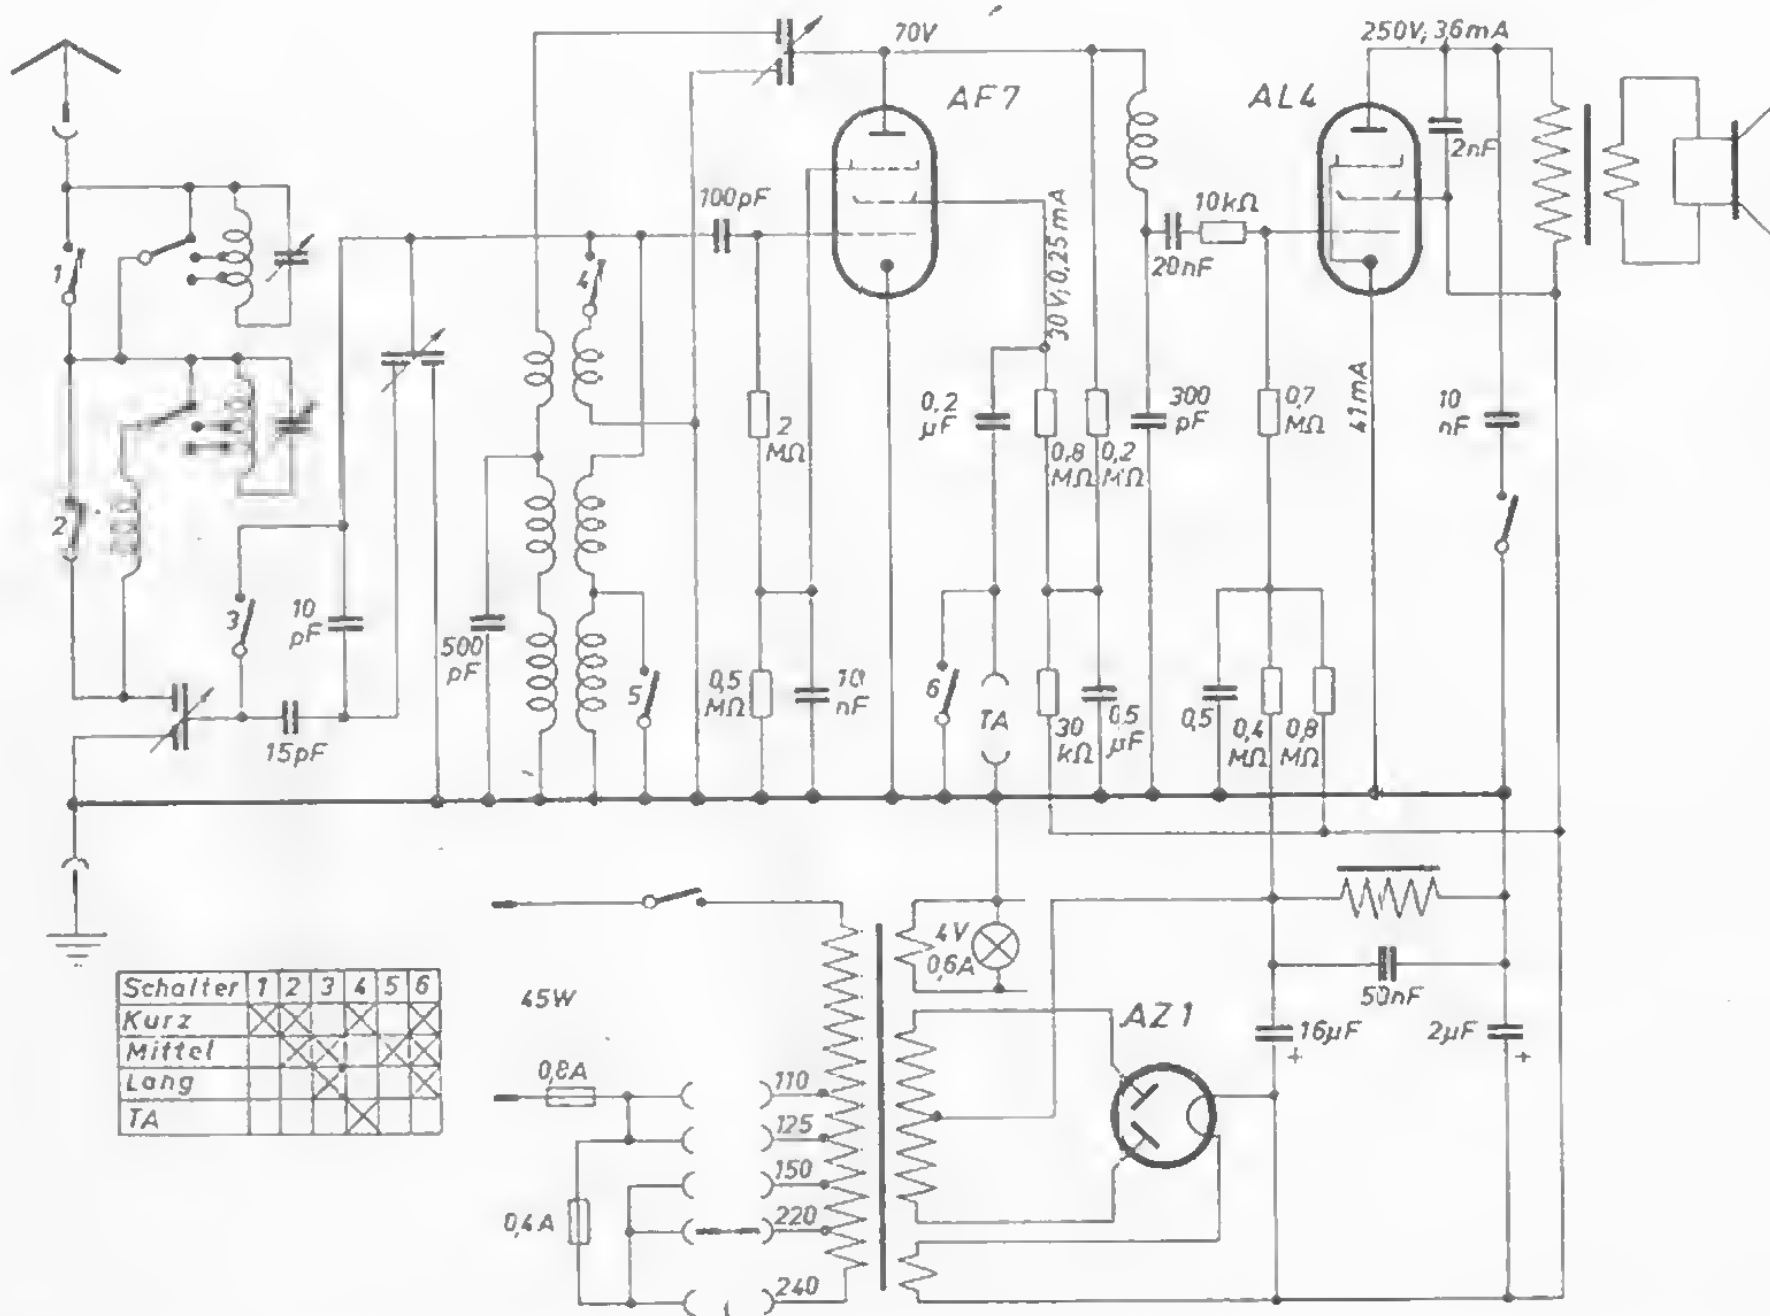 70V
250V; 36mA
AF7
AL4
2nF
100pF
10kΩ
20nF
30V; 0,25mA
1
4
2
MΩ
0,2
µF
0,8
MΩ
0,2
MΩ
300
pF
0,7
MΩ
41mA
10
nF
2
3
10
pF
500
pF
15pF
5
0,5
MΩ
10
nF
6
TA
30
kΩ
0,5
µF
0,5
0,4
MΩ
0,8
MΩ
4V
0,6A
50nF
16µF
+
2µF
+
AZ1
45W
0,8A
0,4A
110
125
150
220
240
Schalter 1 2 3 4 5 6
Kurz
Mittel
Lang
TA